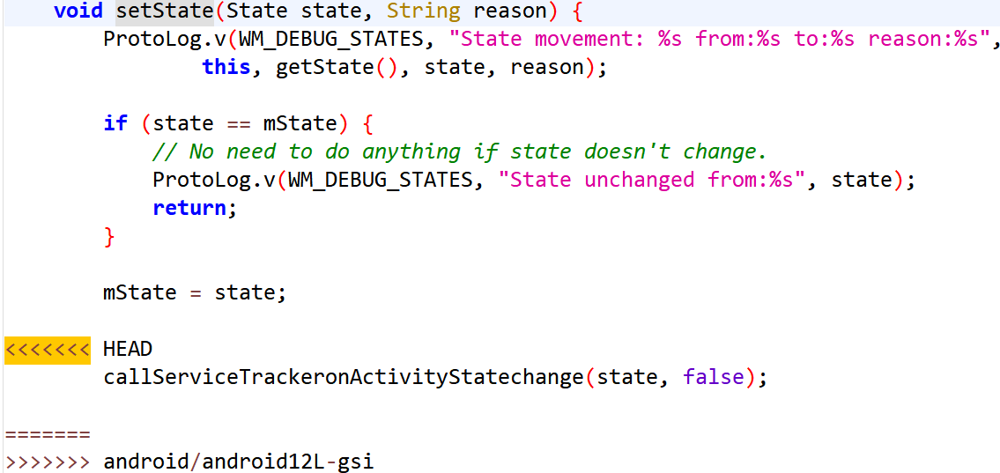 void setState(State state, String reason) {
ProtoLog.v(WM_DEBUG_STATES, "State movement: %s from:%s to:%s reason:%s",
this, getState(), state, reason);
if (state == mState) {
// No need to do anything if state doesn't change.
ProtoLog.v(WM_DEBUG_STATES, "State unchanged from:%s", state);
return;
}
mState = state;
<<<<<<< HEAD
callServiceTrackeronActivityStatechange(state, false);
=======
>>>>>>> android/android12L-gsi